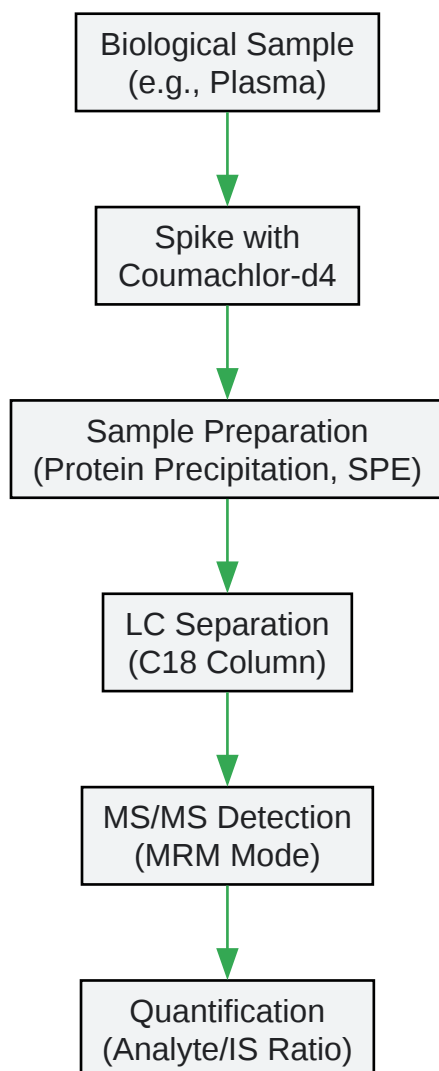 Biological Sample
(e.g., Plasma)
Spike with
Coumachlor-d4
Sample Preparation
(Protein Precipitation, SPE)
LC Separation
(C18 Column)
MS/MS Detection
(MRM Mode)
Quantification
(Analyte/IS Ratio)